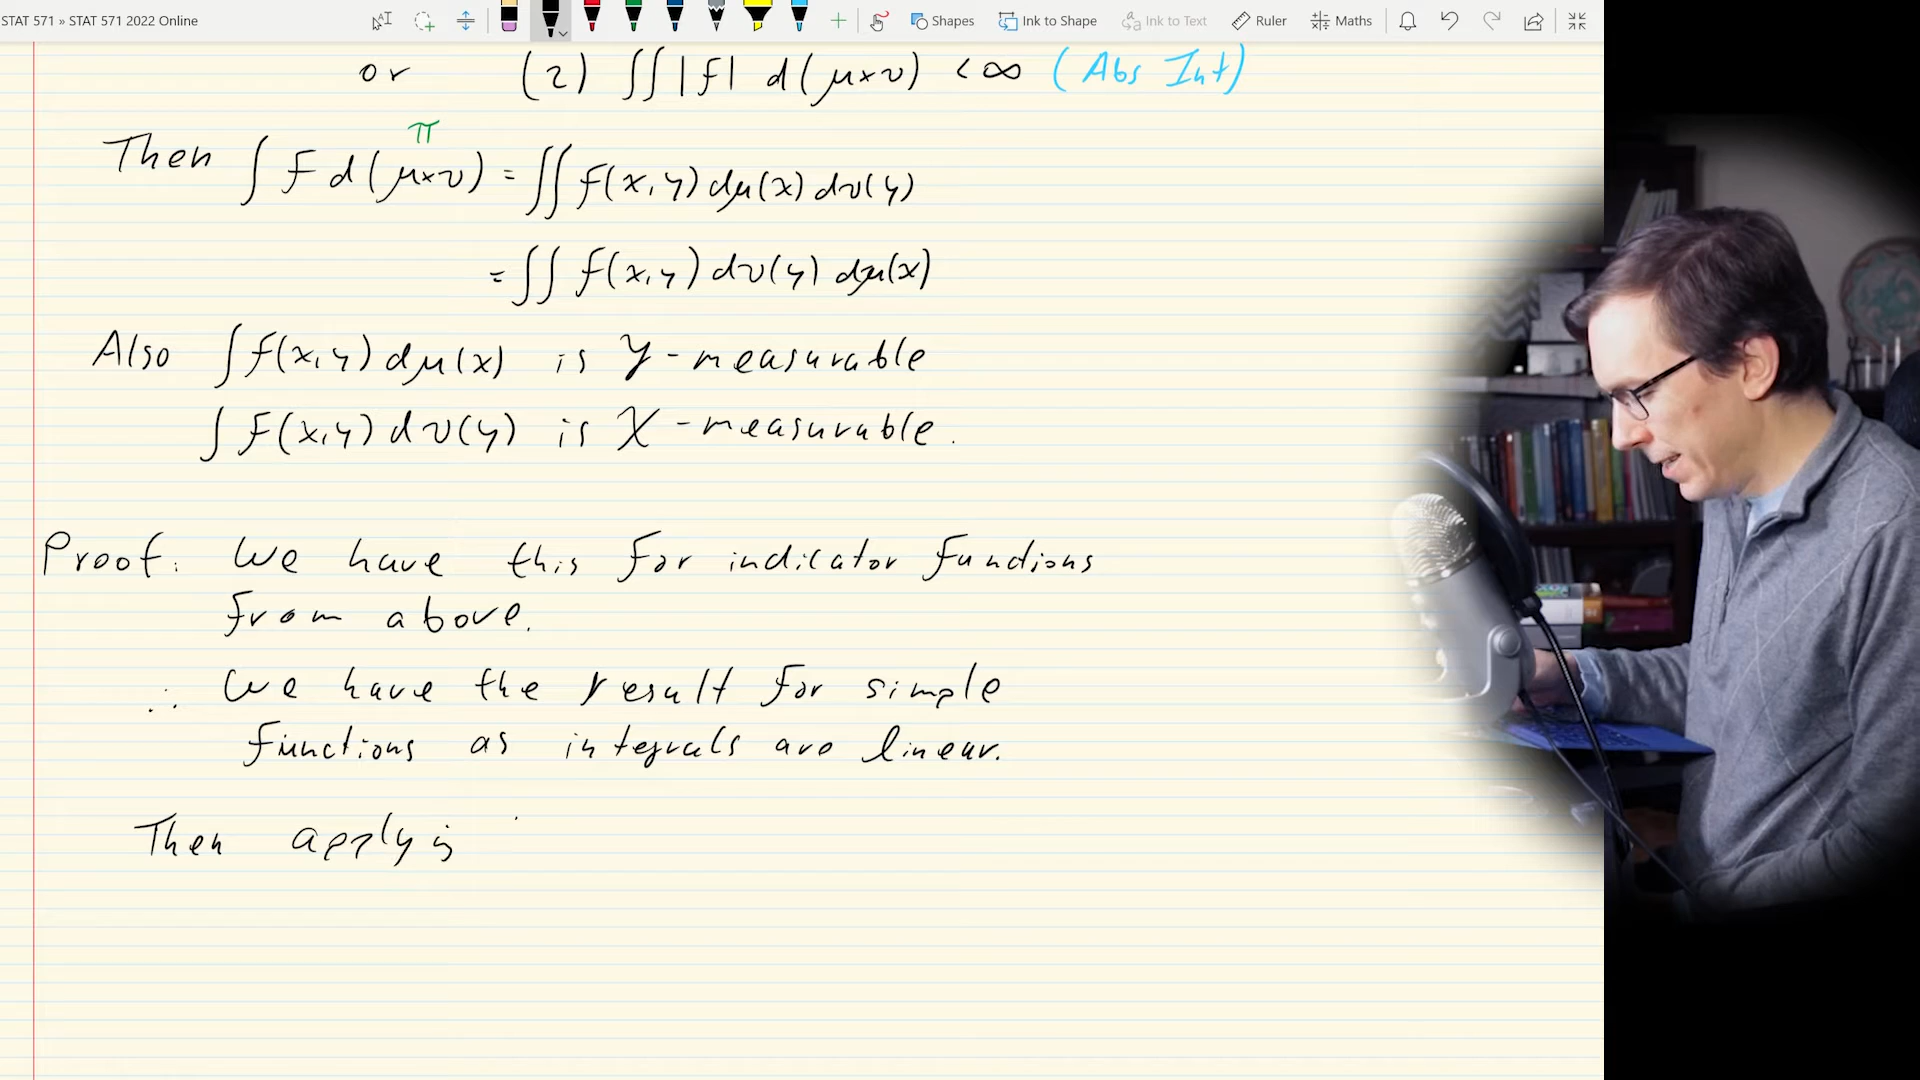 STAT 571 » STAT 571 2022 Online
Shapes Ink to Shape Ink to Text Ruler Maths
or (2) ∫∫ |f| d(μ×ν) < ∞ (Abs Int)
π
Then ∫ f d(μ×ν) = ∫∫ f(x,y) dμ(x) dν(y)
= ∫∫ f(x,y) dν(y) dμ(x)
Also ∫ f(x,y) dμ(x) is 𝒴-measurable
∫ f(x,y) dν(y) is 𝒳-measurable.
Proof: We have this for indicator functions
from above.
∴ we have the result for simple
functions as integrals are linear.
Then applyig